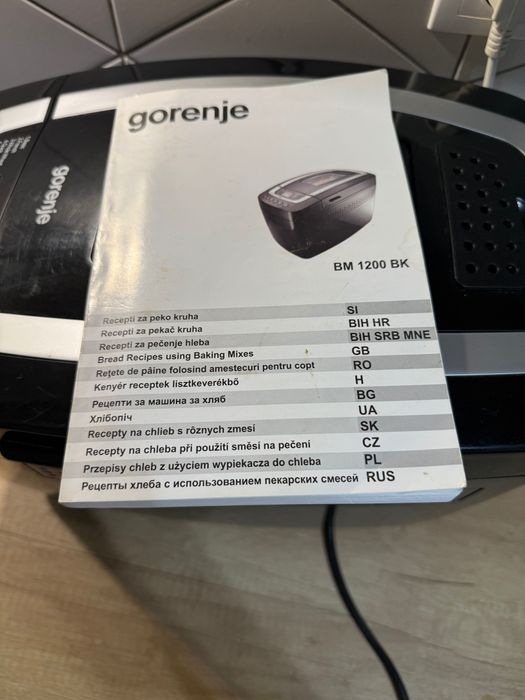 gorenje
BM 1200 BK
Recepti za peko kruha SI
Recepti za pekač kruha BIH HR
Recepti za pečenje hleba BIH SRB MNE
Bread Recipes using Baking Mixes GB
Rețete de pâine folosind amestecuri pentru copt RO
Kenyér receptek lisztkeverékbő H
Рецепти за машина за хляб BG
Хлібопіч UA
Recepty na chlieb s rôznych zmesí SK
Recepty na chleba při použití směsí na pečení CZ
Przepisy chleb z użyciem wypiekacza do chleba PL
Рецепты хлеба с использованием пекарских смесей RUS
gorenje